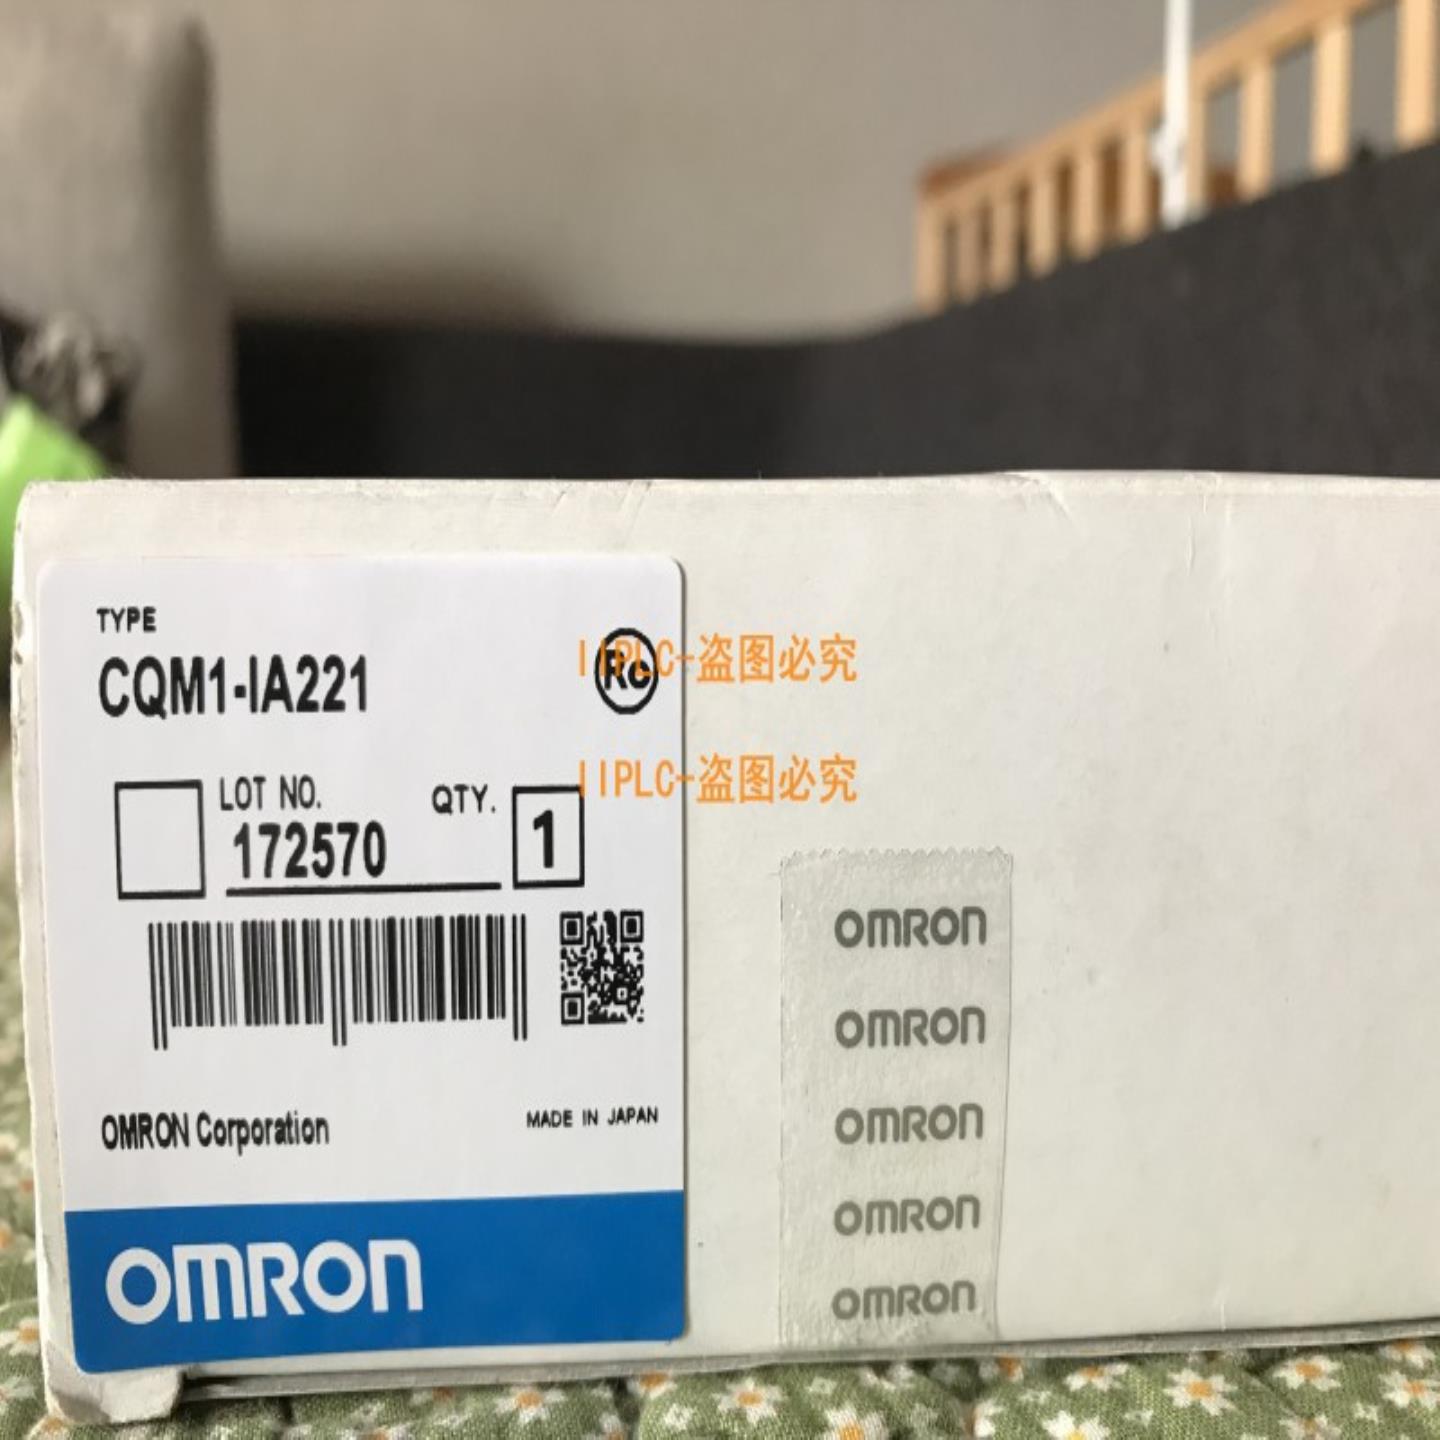 TYPE
CQM1-IA221
Rc
IIPLC-盗图必究
LOT NO.
172570
QTY.
1
IIPLC-盗图必究
OMRON Corporation
MADE IN JAPAN
OMRON
OMRON
OMRON
OMRON
OMRON
OMRON